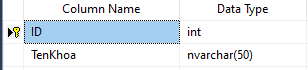 Column Name Data Type
ID int
TenKhoa nvarchar(50)